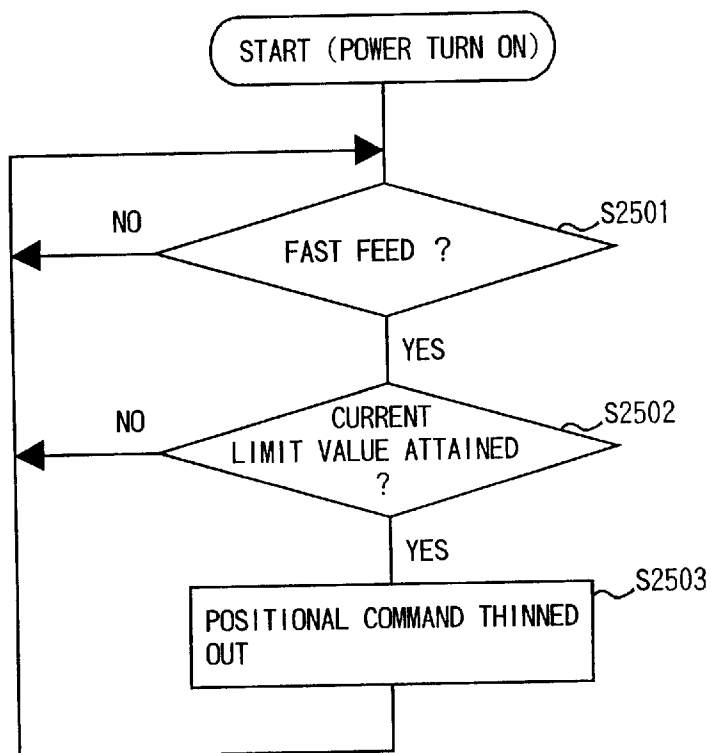 START (POWER TURN ON)
NO
S2501
FAST FEED ?
YES
NO
S2502
CURRENT
LIMIT VALUE ATTAINED
?
YES
S2503
POSITIONAL COMMAND THINNED
OUT